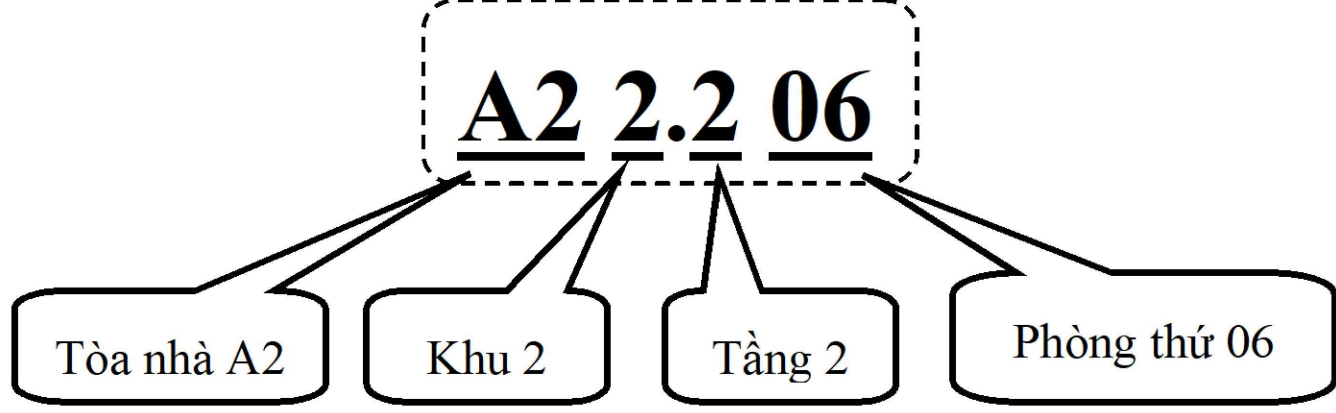 A2 2.2 06
Tòa nhà A2
Khu 2
Tầng 2
Phòng thứ 06